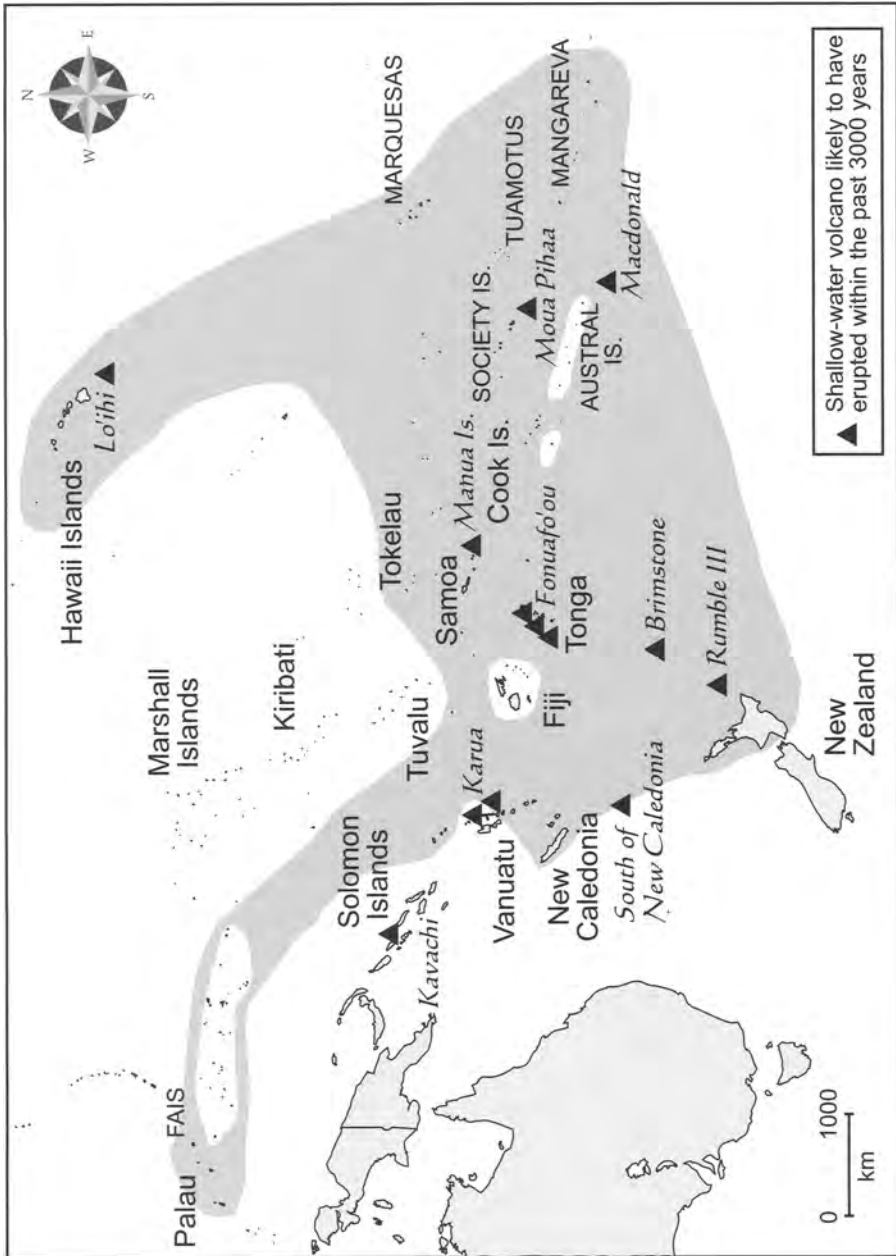 N
E
S
W
Hawaii Islands
Lo'ihi
Marshall
Islands
Kiribati
Palau
FAIS
MARQUESAS
Tokelau
Tuvalu
Solomon
Islands
Kavachi
Samoa
Manua Is.
Cook Is.
SOCIETY IS.
TUAMOTUS
MANGAREVA
Moua Pihaa
Karua
Vanuatu
Fiji
Fonuafo'ou
Tonga
AUSTRAL
IS.
Macdonald
New
Caledonia
South of
New Caledonia
Brimstone
Rumble III
New
Zealand
0 1000
km
Shallow-water volcano likely to have
erupted within the past 3000 years